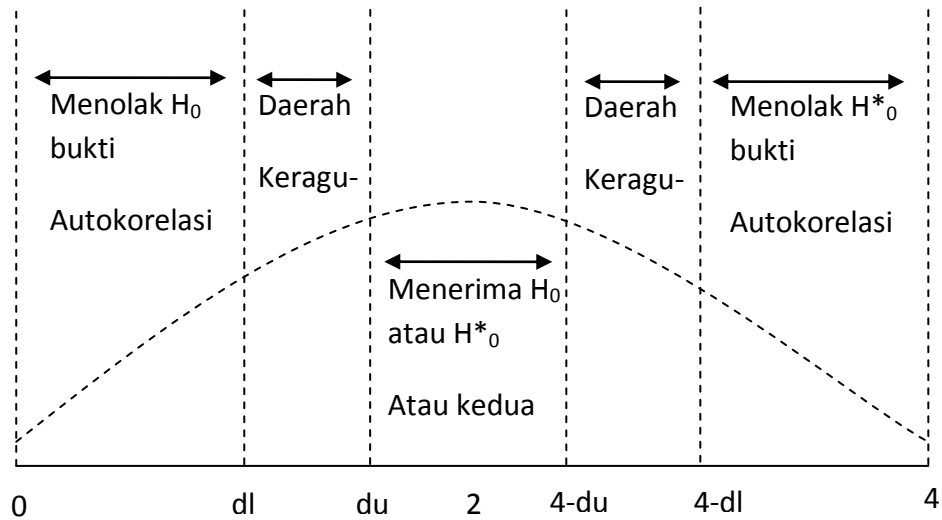 Menolak H₀
bukti
Autokorelasi
Daerah
Keragu-
Menerima H₀
atau H*₀
Atau kedua
Daerah
Keragu-
Menolak H*₀
bukti
Autokorelasi
0 dl du 2 4-du 4-dl 4